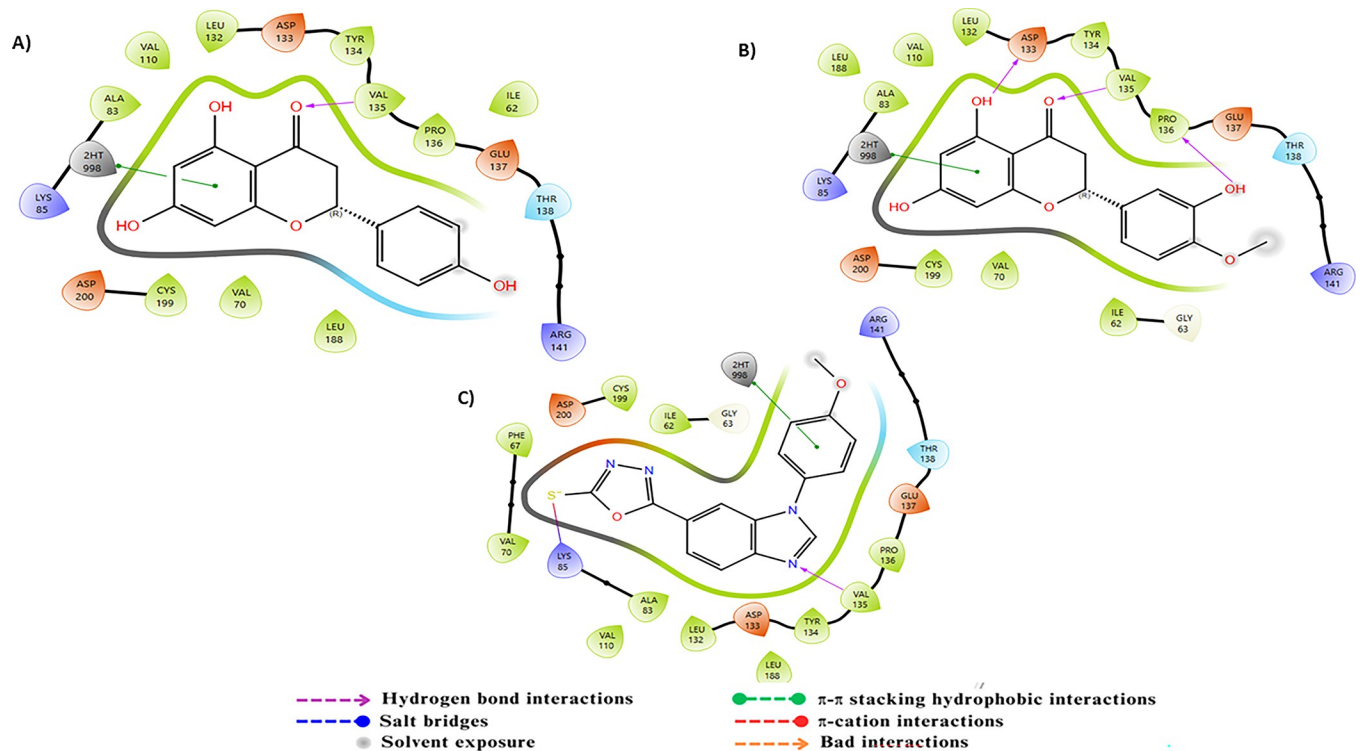 A)
LEU 132
ASP 133
TYR 134
VAL 110
VAL 135
ILE 62
ALA 83
PRO 136
2HT 998
GLU 137
LYS 85
THR 138
OH
O
HO
O
(R)
OH
ASP 200
CYS 199
VAL 70
LEU 188
ARG 141
B)
LEU 132
ASP 133
TYR 134
LEU 188
VAL 110
VAL 135
ALA 83
PRO 136
GLU 137
2HT 998
THR 138
LYS 85
OH
O
HO
O
(R)
OH
O
ASP 200
CYS 199
VAL 70
ARG 141
ILE 62
GLY 63
C)
2HT 998
ARG 141
ASP 200
CYS 199
ILE 62
GLY 63
O
PHE 67
THR 138
N
N
S-
O
N
N
GLU 137
VAL 70
LYS 85
PRO 136
ALA 83
VAL 135
VAL 110
LEU 132
ASP 133
TYR 134
LEU 188
Hydrogen bond interactions
Salt bridges
Solvent exposure
π-π stacking hydrophobic interactions
π-cation interactions
Bad interactions